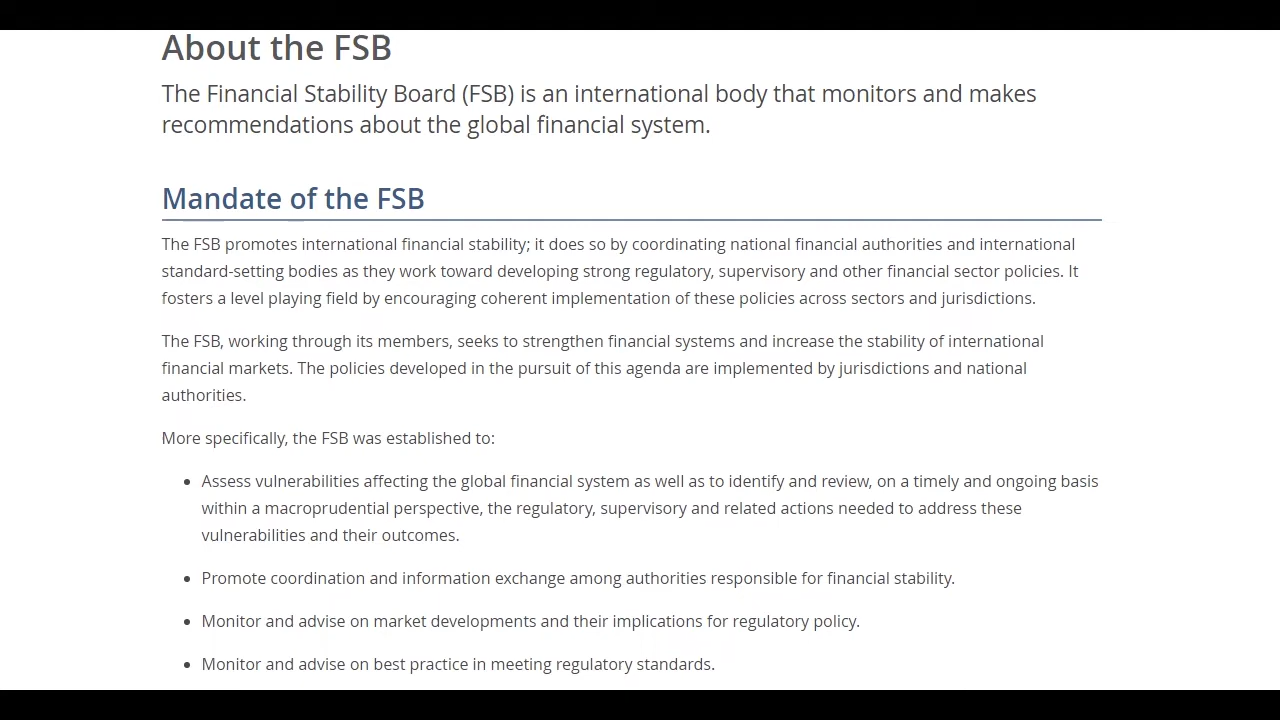 About the FSB
The Financial Stability Board (FSB) is an international body that monitors and makes
recommendations about the global financial system.
Mandate of the FSB
The FSB promotes international financial stability; it does so by coordinating national financial authorities and international
standard-setting bodies as they work toward developing strong regulatory, supervisory and other financial sector policies. It
fosters a level playing field by encouraging coherent implementation of these policies across sectors and jurisdictions.
The FSB, working through its members, seeks to strengthen financial systems and increase the stability of international
financial markets. The policies developed in the pursuit of this agenda are implemented by jurisdictions and national
authorities.
More specifically, the FSB was established to:
• Assess vulnerabilities affecting the global financial system as well as to identify and review, on a timely and ongoing basis
within a macroprudential perspective, the regulatory, supervisory and related actions needed to address these
vulnerabilities and their outcomes.
• Promote coordination and information exchange among authorities responsible for financial stability.
• Monitor and advise on market developments and their implications for regulatory policy.
• Monitor and advise on best practice in meeting regulatory standards.